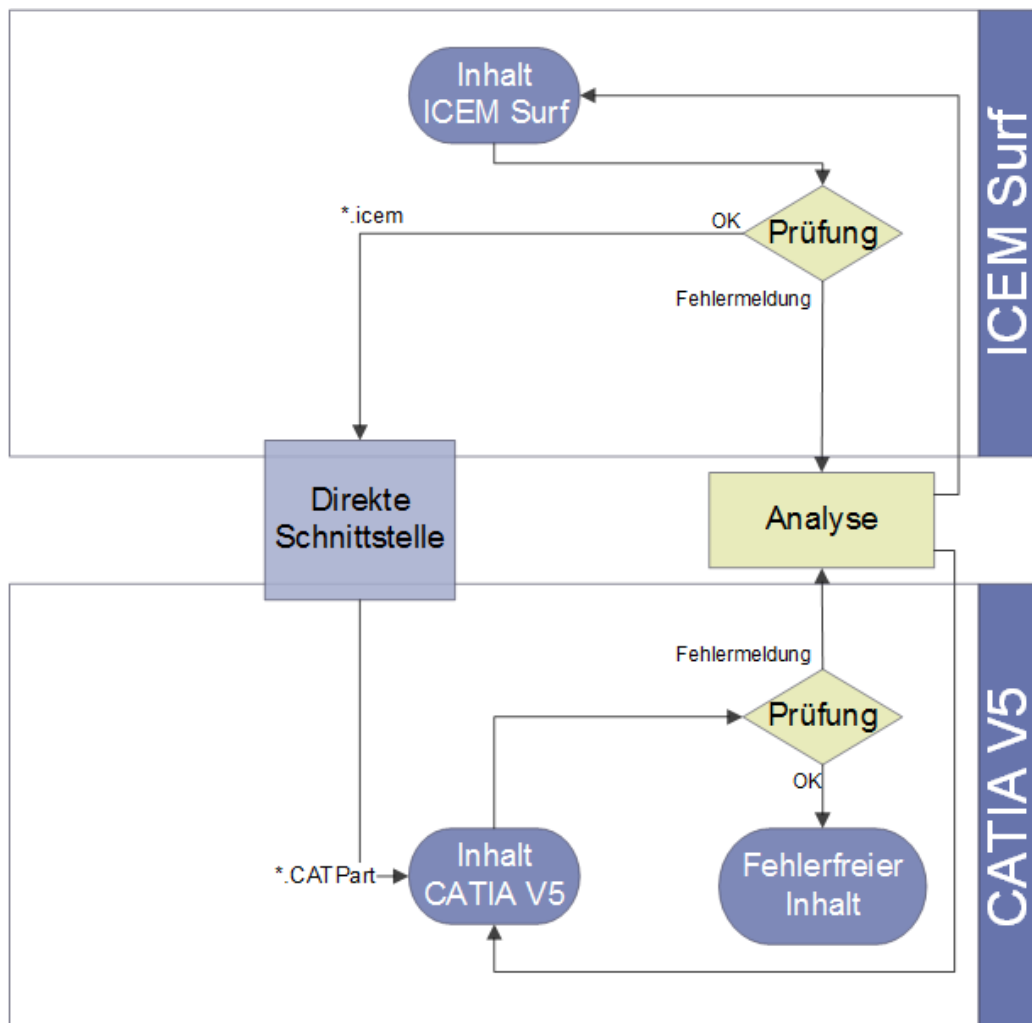 Inhalt
ICEM Surf
*.icem
OK
Prüfung
Fehlermeldung
ICEM Surf
Direkte
Schnittstelle
Analyse
Fehlermeldung
Prüfung
OK
*.CATPart
Inhalt
CATIA V5
Fehlerfreier
Inhalt
CATIA V5